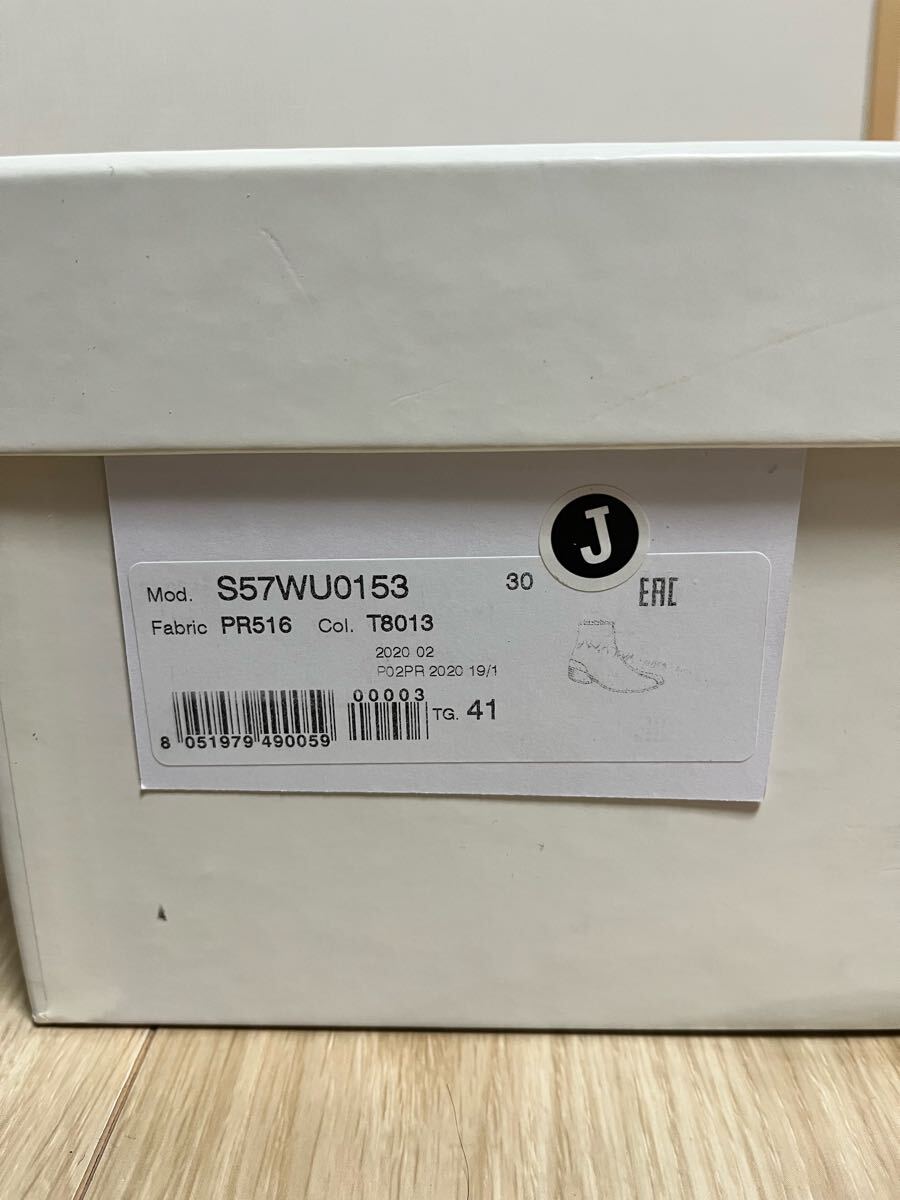 J
Mod. S57WU0153 30 EAC
Fabric PR516 Col. T8013
2020 02
P02PR 2020 19/1
00003
TG. 41
8 051979 490059